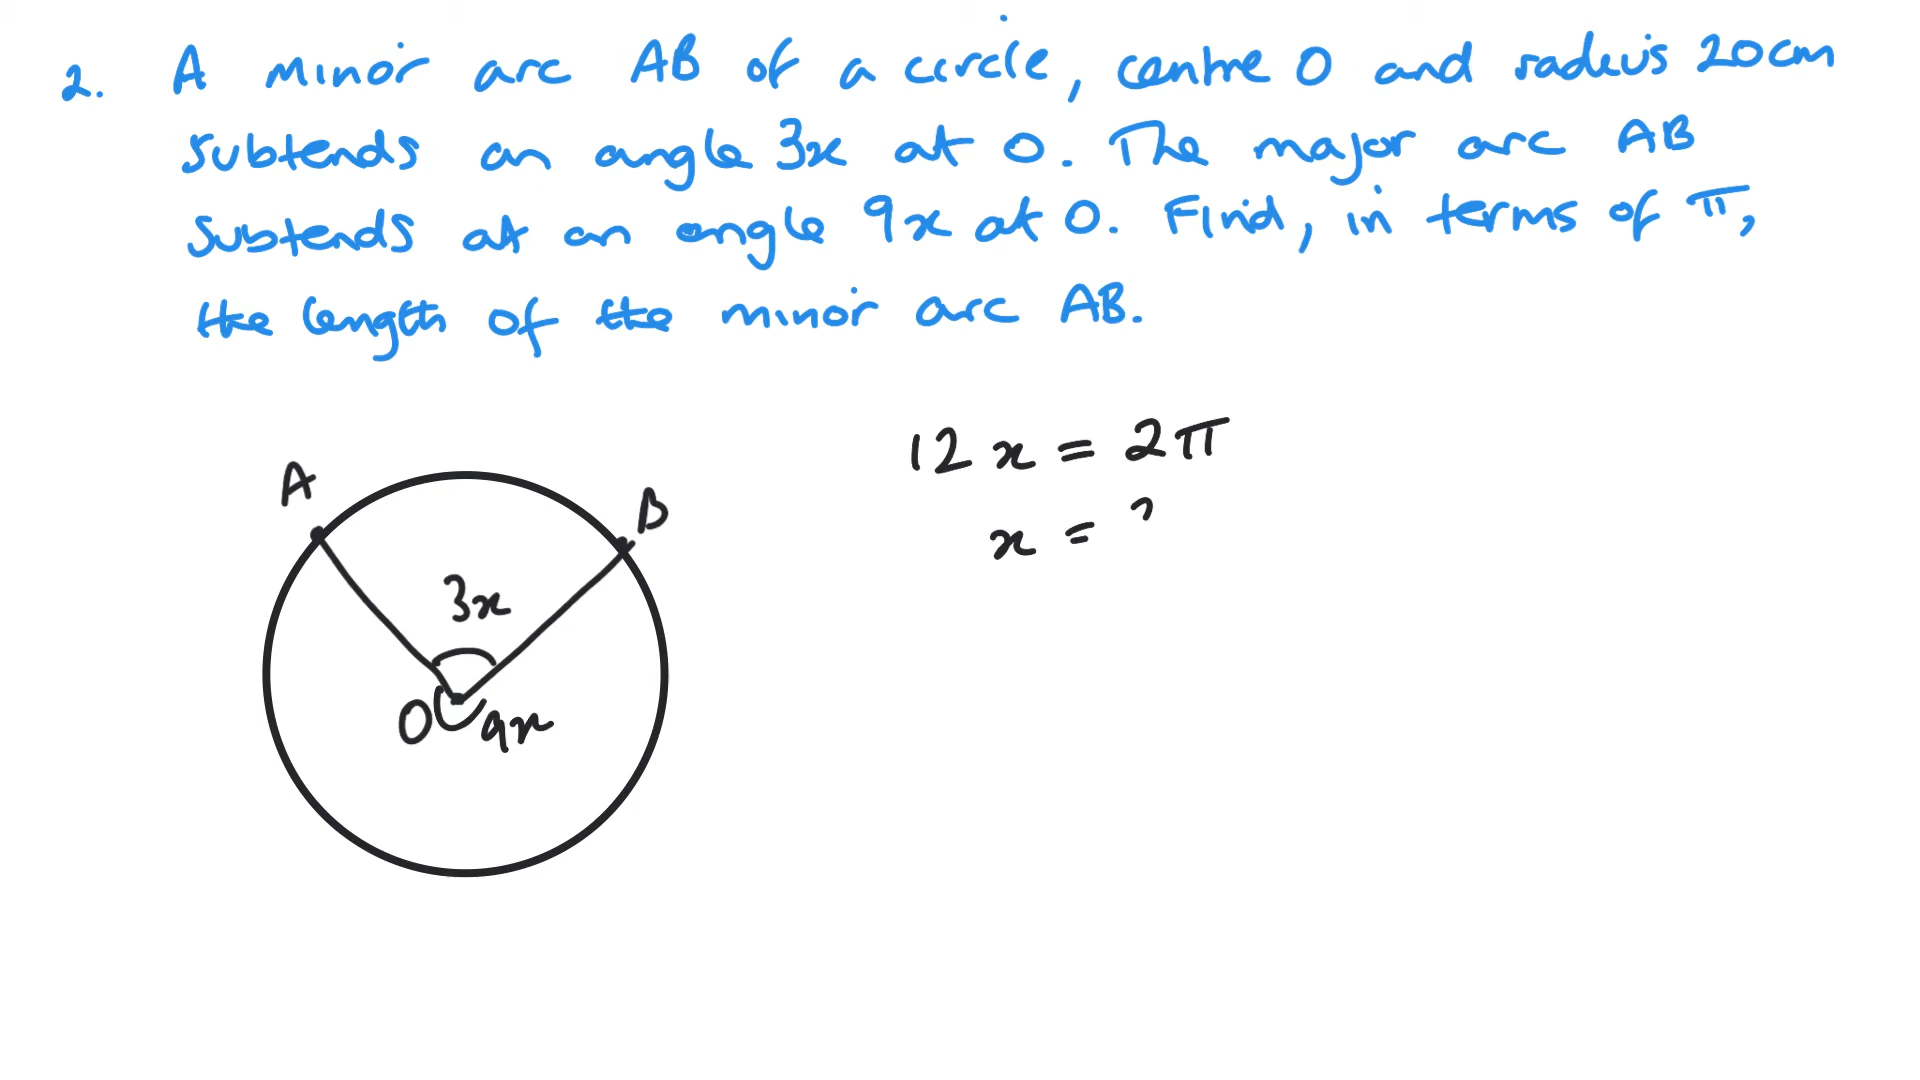 2. A minor arc AB of a circle, centre O and radius 20cm
subtends an angle 3x at O. The major arc AB
subtends at an angle 9x at O. Find, in terms of π,
the length of the minor arc AB.
12x = 2π
x = 2
A
B
3x
O 9x